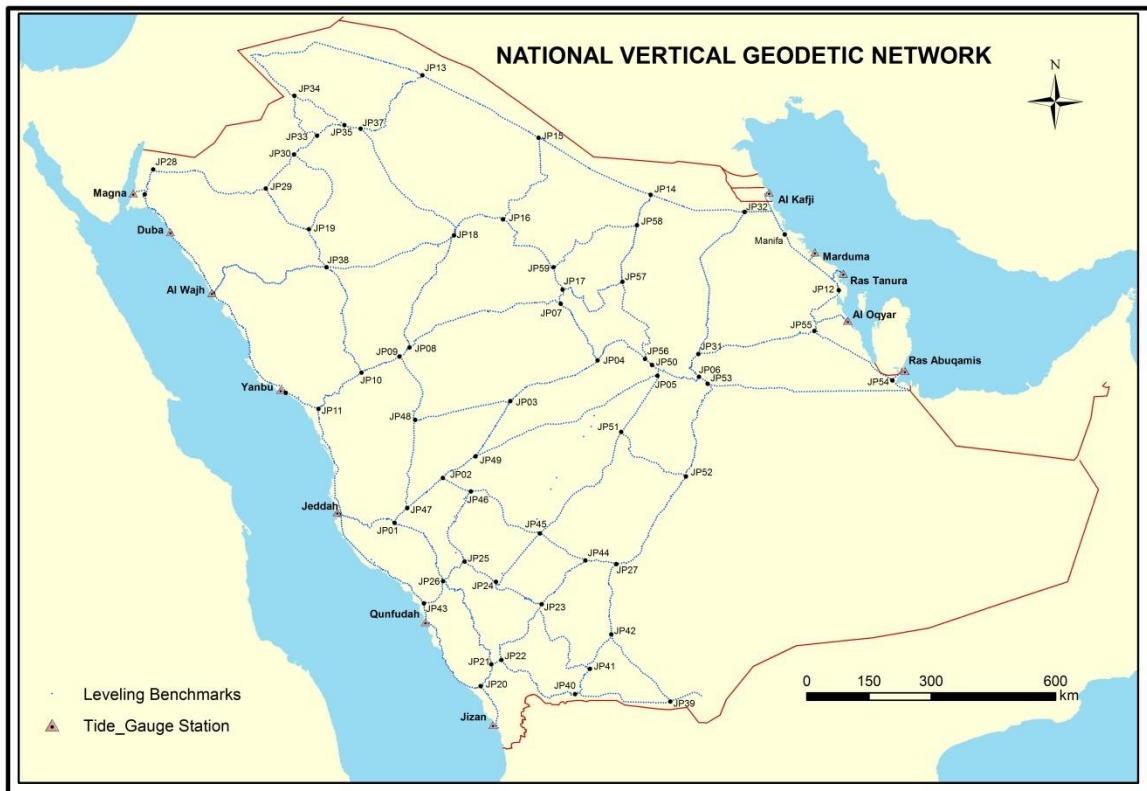 NATIONAL VERTICAL GEODETIC NETWORK
N
JP13
JP34
JP37
JP35
JP33
JP15
JP30
JP28
JP29
Magna
JP14
Al Kafji
JP32
JP16
JP58
JP19
Duba
JP18
Manifa
Marduma
JP38
JP59
Ras Tanura
JP57
JP17
JP12
Al Wajh
JP07
Al Oqyar
JP55
JP08
JP09
JP56
JP31
JP04
JP50
Ras Abuqamis
JP10
JP05
JP06
JP53
JP54
Yanbu
JP03
JP11
JP48
JP51
JP49
JP52
JP02
JP46
JP47
Jeddah
JP01
JP45
JP25
JP44
JP27
JP26
JP24
JP43
JP23
Qunfudah
JP42
JP22
JP21
JP41
JP20
JP40
JP39
Jizan
Leveling Benchmarks
Tide_Gauge Station
0 150 300 600
km